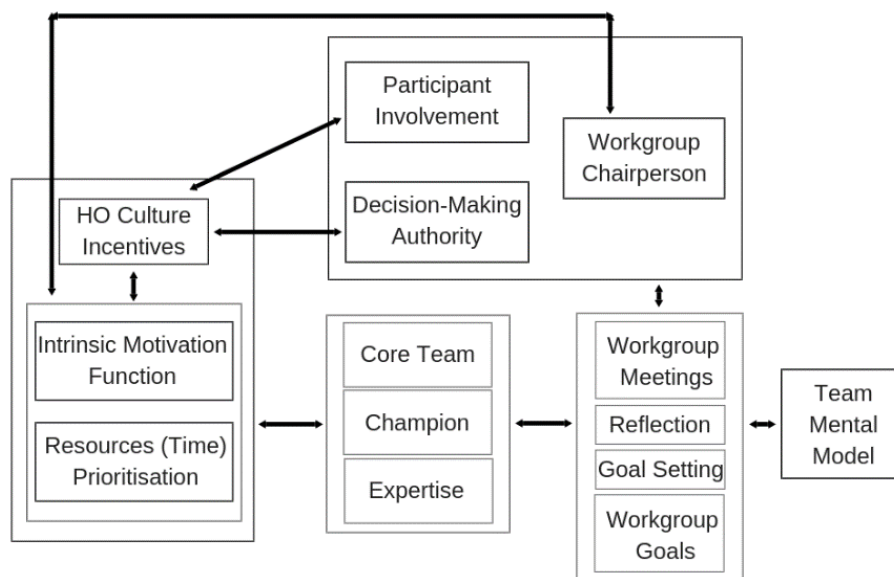 Participant
Involvement
Workgroup
Chairperson
Decision-Making
Authority
HO Culture
Incentives
Intrinsic Motivation
Function
Resources (Time)
Prioritisation
Core Team
Champion
Expertise
Workgroup
Meetings
Reflection
Goal Setting
Workgroup
Goals
Team
Mental
Model